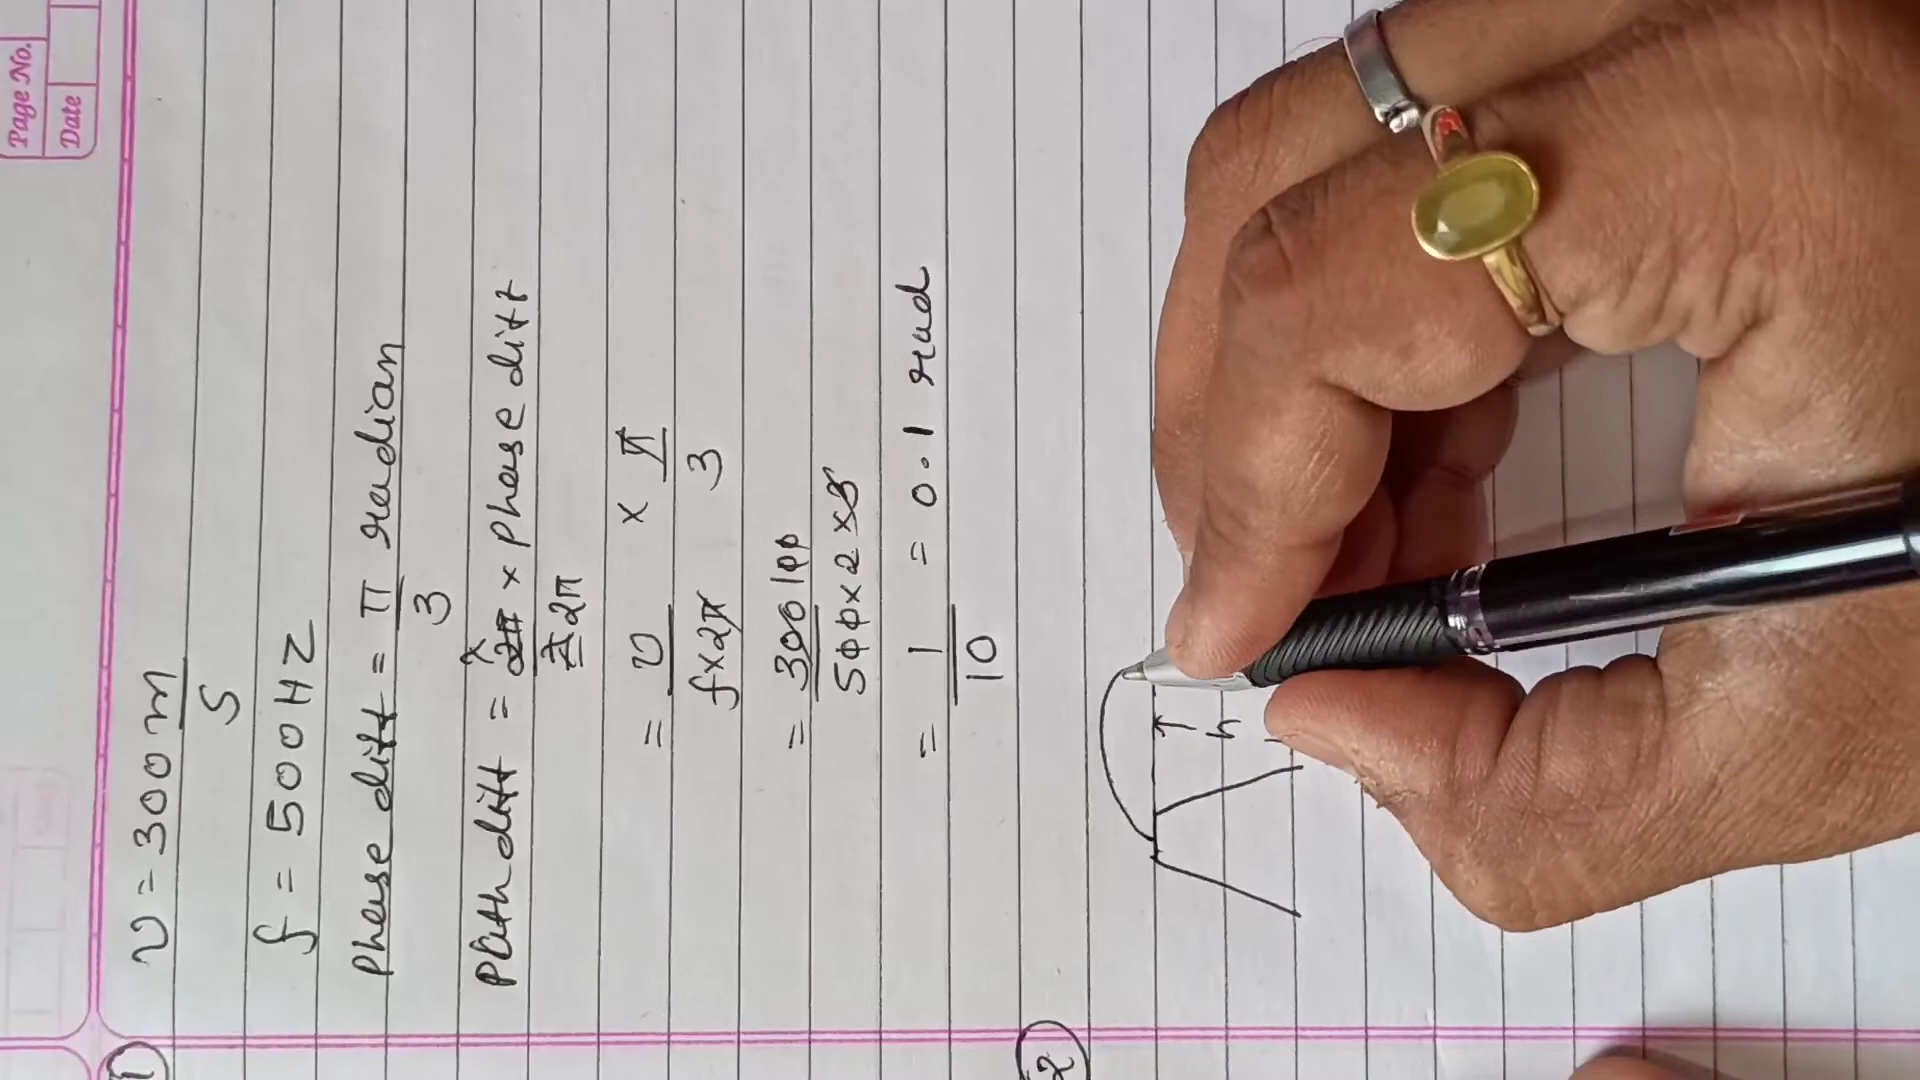 Page No.
Date
1
v = 300 m/s
f = 500 Hz
Phase diff = π/3 radian
Path diff = λ/2π × Phase diff
= v/f×2π × π/3
= 300/500×2×3
= 1/10 = 0.1 rad
2
h